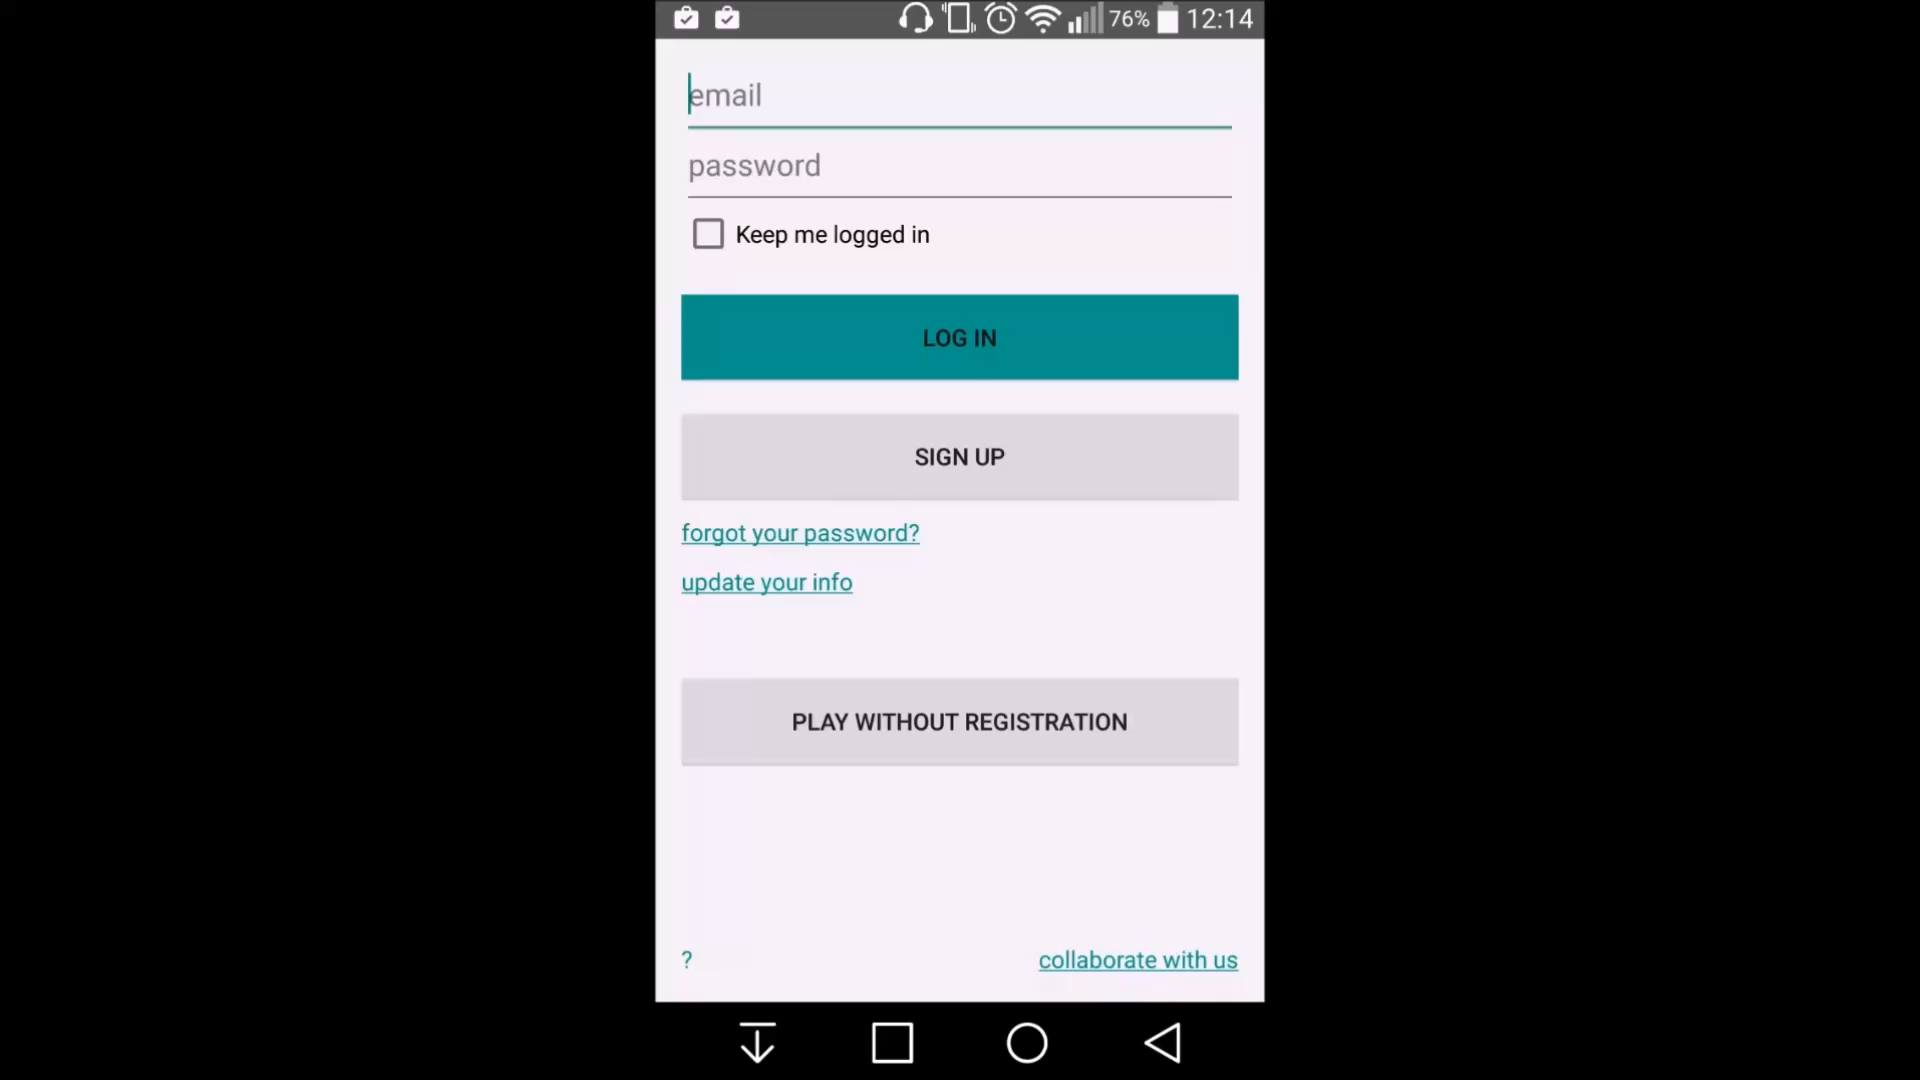 76% 12:14
email
password
Keep me logged in
LOG IN
SIGN UP
forgot your password?
update your info
PLAY WITHOUT REGISTRATION
? collaborate with us